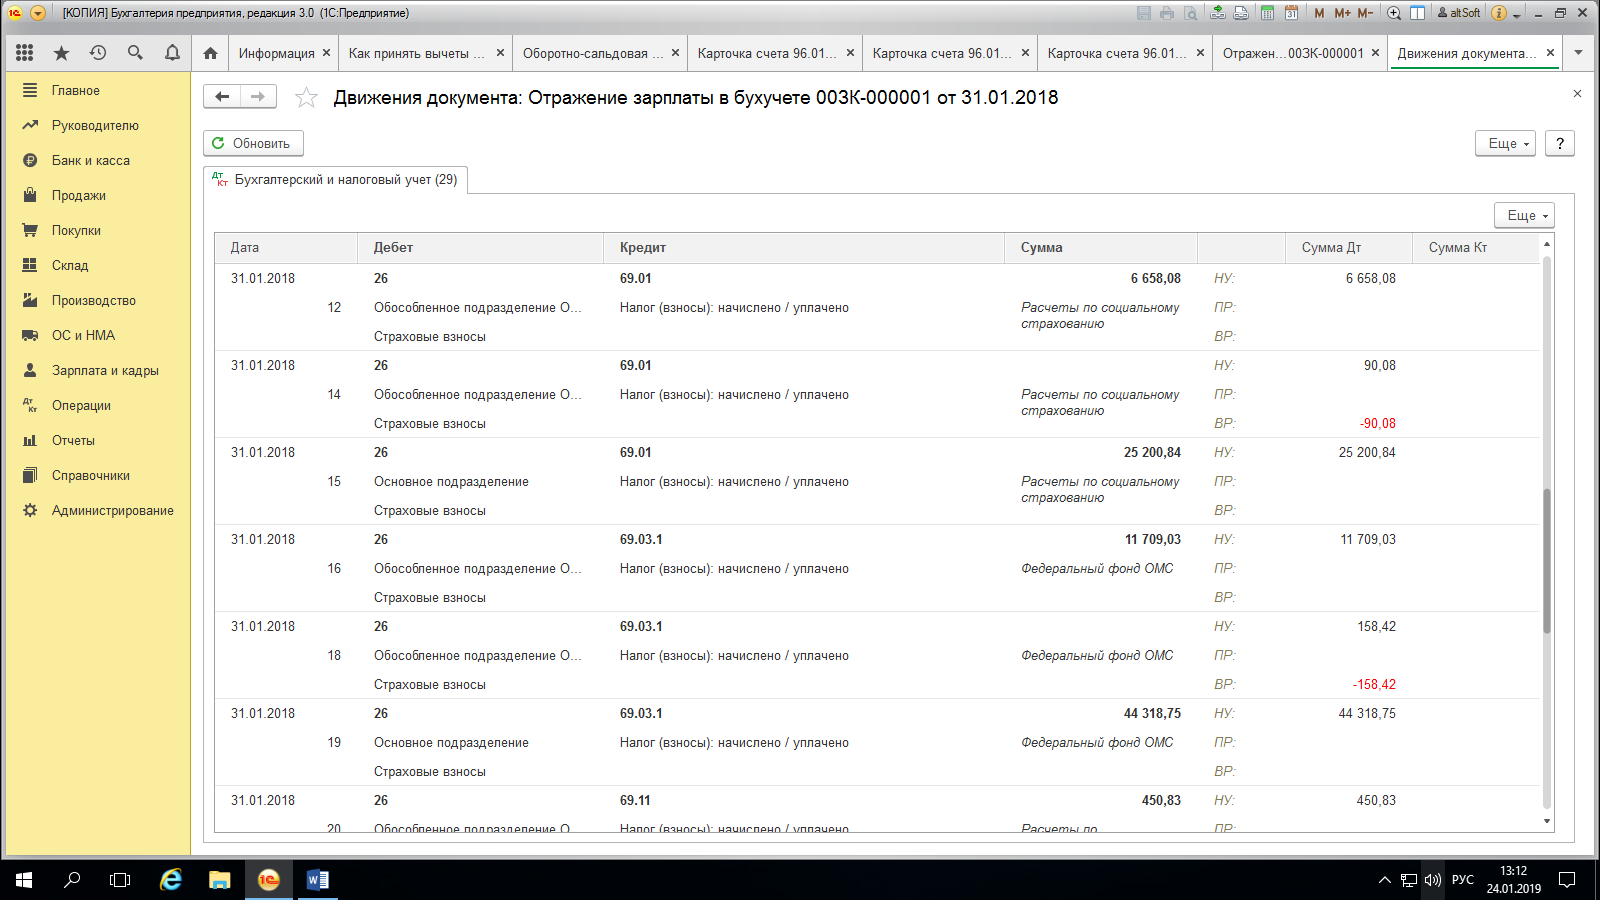 [КОПИЯ] Бухгалтерия предприятия, редакция 3.0 (1С:Предприятие)
31 M M+ M- altSoft
Информация
Как принять вычеты ...
Оборотно-сальдовая ...
Карточка счета 96.01...
Карточка счета 96.01...
Карточка счета 96.01...
Отражен...00ЗК-000001
Движения документа...
Главное
Руководителю
Банк и касса
Продажи
Покупки
Склад
Производство
ОС и НМА
Зарплата и кадры
Операции
Отчеты
Справочники
Администрирование
Движения документа: Отражение зарплаты в бухучете 00ЗК-000001 от 31.01.2018
Обновить
Еще
?
Бухгалтерский и налоговый учет (29)
Еще
Дата Дебет Кредит Сумма Сумма Дт Сумма Кт
31.01.2018 26 69.01 6 658,08 НУ: 6 658,08
12 Обособленное подразделение О... Налог (взносы): начислено / уплачено Расчеты по социальному ПР:
страхованию
Страховые взносы ВР:
31.01.2018 26 69.01 НУ: 90,08
14 Обособленное подразделение О... Налог (взносы): начислено / уплачено Расчеты по социальному ПР:
страхованию
Страховые взносы ВР: -90,08
31.01.2018 26 69.01 25 200,84 НУ: 25 200,84
15 Основное подразделение Налог (взносы): начислено / уплачено Расчеты по социальному ПР:
страхованию
Страховые взносы ВР:
31.01.2018 26 69.03.1 11 709,03 НУ: 11 709,03
16 Обособленное подразделение О... Налог (взносы): начислено / уплачено Федеральный фонд ОМС ПР:
Страховые взносы ВР:
31.01.2018 26 69.03.1 НУ: 158,42
18 Обособленное подразделение О... Налог (взносы): начислено / уплачено Федеральный фонд ОМС ПР:
Страховые взносы ВР: -158,42
31.01.2018 26 69.03.1 44 318,75 НУ: 44 318,75
19 Основное подразделение Налог (взносы): начислено / уплачено Федеральный фонд ОМС ПР:
Страховые взносы ВР:
31.01.2018 26 69.11 450,83 НУ: 450,83
20 Обособленное подразделение О... Налог (взносы): начислено / уплачено Расчеты по ПР:
РУС
13:12
24.01.2019